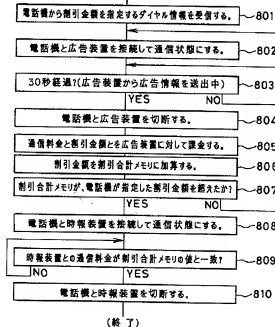 電話機から割引金額を指定するダイヤル情報を受信する。 801
電話機と広告装置を接続して通信状態にする。 802
30秒経過?(広告装置から広告情報を送出中) 803
YES NO
電話機と広告装置を切断する。 804
通信料金と割引金額とを広告装置に対して課金する。 805
割引金額を割引合計メモリに加算する。 806
割引合計メモリが、電話機が指定した割引金額を超えたか? 807
YES NO
電話機と時報装置を接続して通信状態にする。 808
時報装置との通信料金が割引合計メモリの値と一致? 809
NO YES
電話機と時報装置を切断する。 810
(終了)